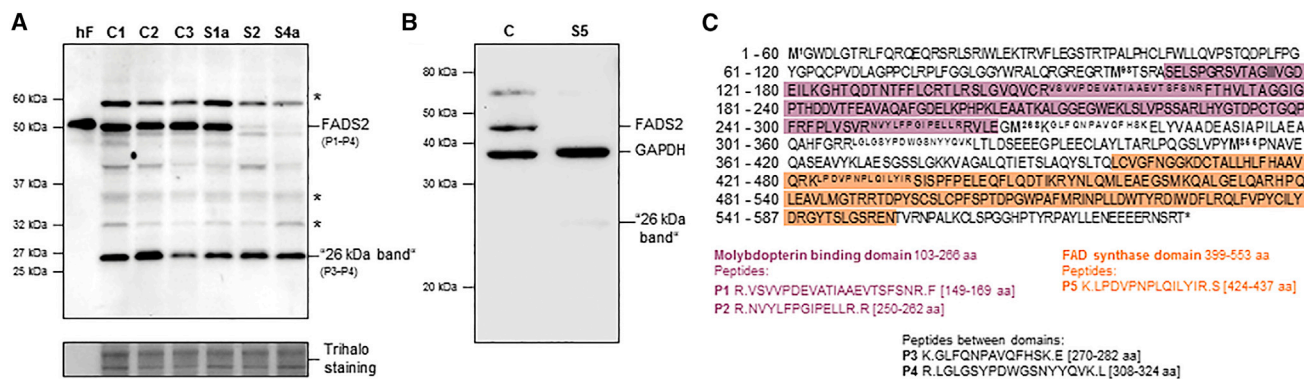 A
hF C1 C2 C3 S1a S2 S4a
60 kDa
50 kDa
37 kDa
32 kDa
27 kDa
25 kDa
*
FADS2
(P1-P4)
*
*
"26 kDa band"
(P3-P4)
Trihalo staining
B
C S5
80 kDa
60 kDa
40 kDa
30 kDa
20 kDa
FADS2
GAPDH
"26 kDa band"
C
1 - 60 M¹GWDLGTRLFQRQEQRSRLSRIWLEKTRVFLEGSTRTPALPHCLFWLLQVPSTQDPLFPG
61 - 120 YGPQCPVDLAGPPCLRPLFGGLGGYWRALQRGREGRTM⁹⁸TSRASELSPGRSVTAGIIIVGD
121 - 180 EILKGHTQDTNTFFLCRTLRSLGVQVCRVSVVPDEVATIAAEVTSFSNRFTHVLTAGGIG
181 - 240 PTHDDVTFEAVAQAFGDELKPHPKLEAATKALGGEGWEKLSLVPSSARLHYGTDPCTGQP
241 - 300 FRFPLVSVRNVYLFPGIPELLRRVLEGM²⁶⁸KGLFQNPAVQFHSKELYVAADEASIAPILAEA
301 - 360 QAHFGRRLGLGSYPDWGSNYYQVKLTLDSEEEGPLEECLAYLTARLPQGSLVPYM³⁵⁵PNAVE
361 - 420 QASEAVYKLAESGSSLGKKVAGALQTIETSLAQYSLTQLCVGFNGGKDCTALLHLFHAAV
421 - 480 QRKLPDVPNPLQILYIRSISPFPELEQFLQDTIKRYNLQMLEAEGSMKQALGELQARHPQ
481 - 540 LEAVLMGTRRTDPYSCSLCPFSPTDPGWPAFMRINPLLDWTYRDIWDFLRQLFVPYCILY
541 - 587 DRGYTSLGSRENTVRNPALKCLSPGGHPTYRPAYLLENEEEERNSRT*
Molybdopterin binding domain 103-266 aa
Peptides:
P1 R.VSVVPDEVATIAAEVTSFSNR.F [149-169 aa]
P2 R.NVYLFPGIPELLR.R [250-262 aa]
FAD synthase domain 399-553 aa
Peptides:
P5 K.LPDVPNPLQILYIR.S [424-437 aa]
Peptides between domains:
P3 K.GLFQNPAVQFHSK.E [270-282 aa]
P4 R.LGLGSYPDWGSNYYQVK.L [308-324 aa]